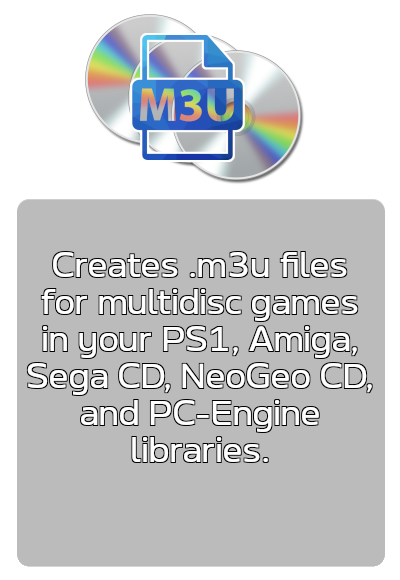 M3U
Creates .m3u files
for multidisc games
in your PS1, Amiga,
Sega CD, NeoGeo CD,
and PC-Engine
libraries.